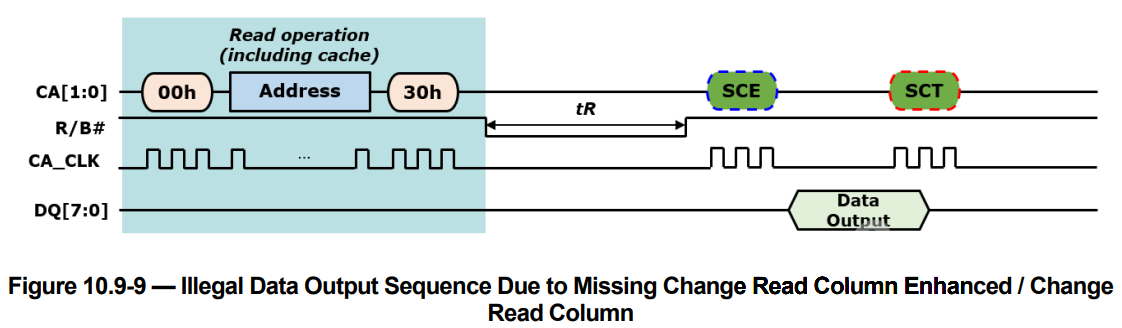 Read operation
(including cache)
CA[1:0]
00h
Address
30h
SCE
SCT
R/B#
tR
CA_CLK
...
DQ[7:0]
Data
Output
Figure 10.9-9 — Illegal Data Output Sequence Due to Missing Change Read Column Enhanced / Change
Read Column